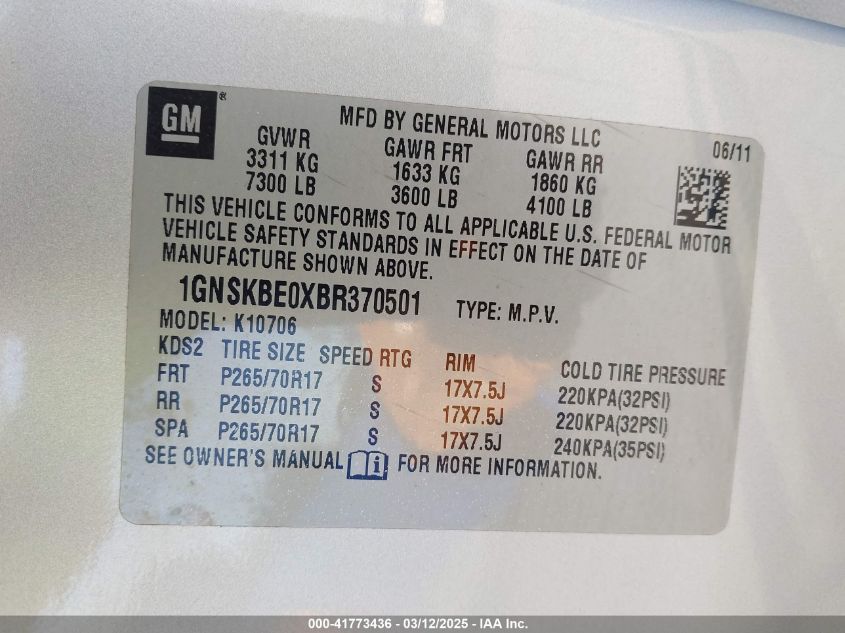 GM®
MFD BY GENERAL MOTORS LLC
06/11
GVWR GAWR FRT GAWR RR
3311 KG 1633 KG 1860 KG
7300 LB 3600 LB 4100 LB
THIS VEHICLE CONFORMS TO ALL APPLICABLE U.S. FEDERAL MOTOR
VEHICLE SAFETY STANDARDS IN EFFECT ON THE DATE OF
MANUFACTURE SHOWN ABOVE.
1GNSKBE0XBR370501 TYPE: M.P.V.
MODEL: K10706
KDS2 TIRE SIZE SPEED RTG RIM COLD TIRE PRESSURE
FRT P265/70R17 S 17X7.5J 220KPA(32PSI)
RR P265/70R17 S 17X7.5J 220KPA(32PSI)
SPA P265/70R17 S 17X7.5J 240KPA(35PSI)
SEE OWNER'S MANUAL i FOR MORE INFORMATION.
000-41773436 - 03/12/2025 - IAA Inc.